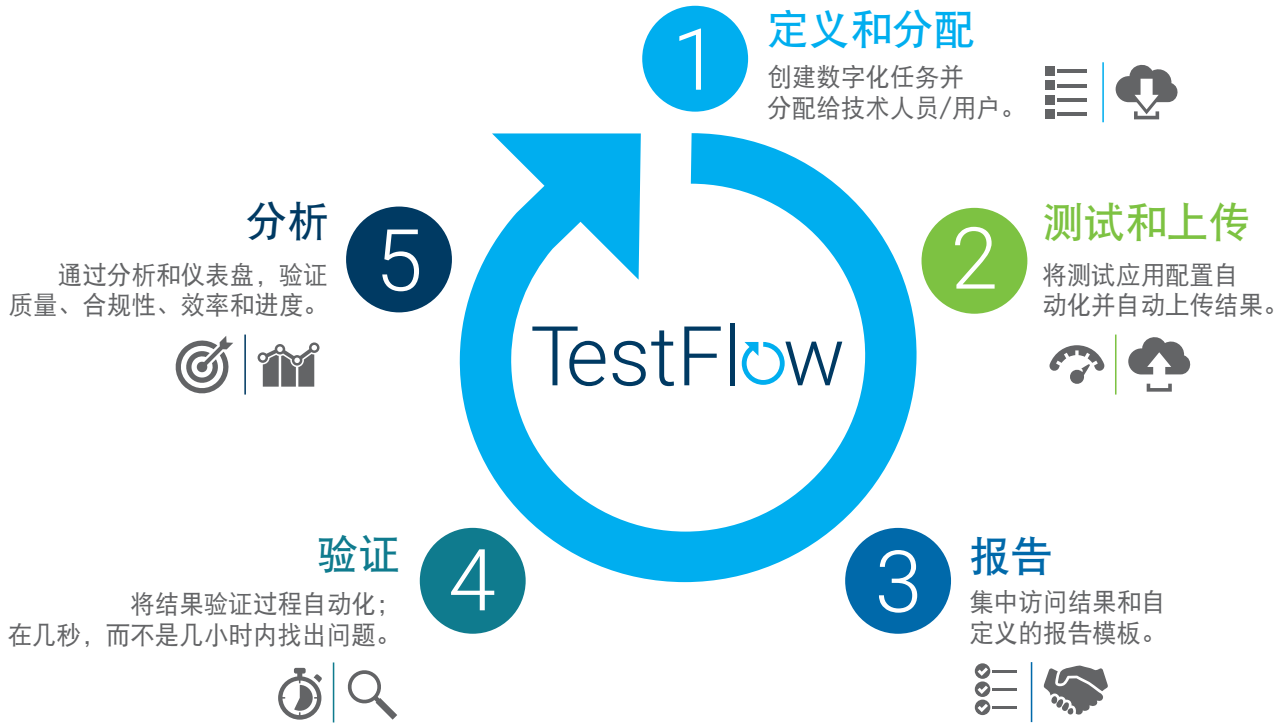 1
定义和分配
创建数字化任务并
分配给技术人员/用户。
2
测试和上传
将测试应用配置自
动化并自动上传结果。
3
报告
集中访问结果和自
定义的报告模板。
4
验证
将结果验证过程自动化；
在几秒，而不是几小时内找出问题。
5
分析
通过分析和仪表盘，验证
质量、合规性、效率和进度。
TestFlow